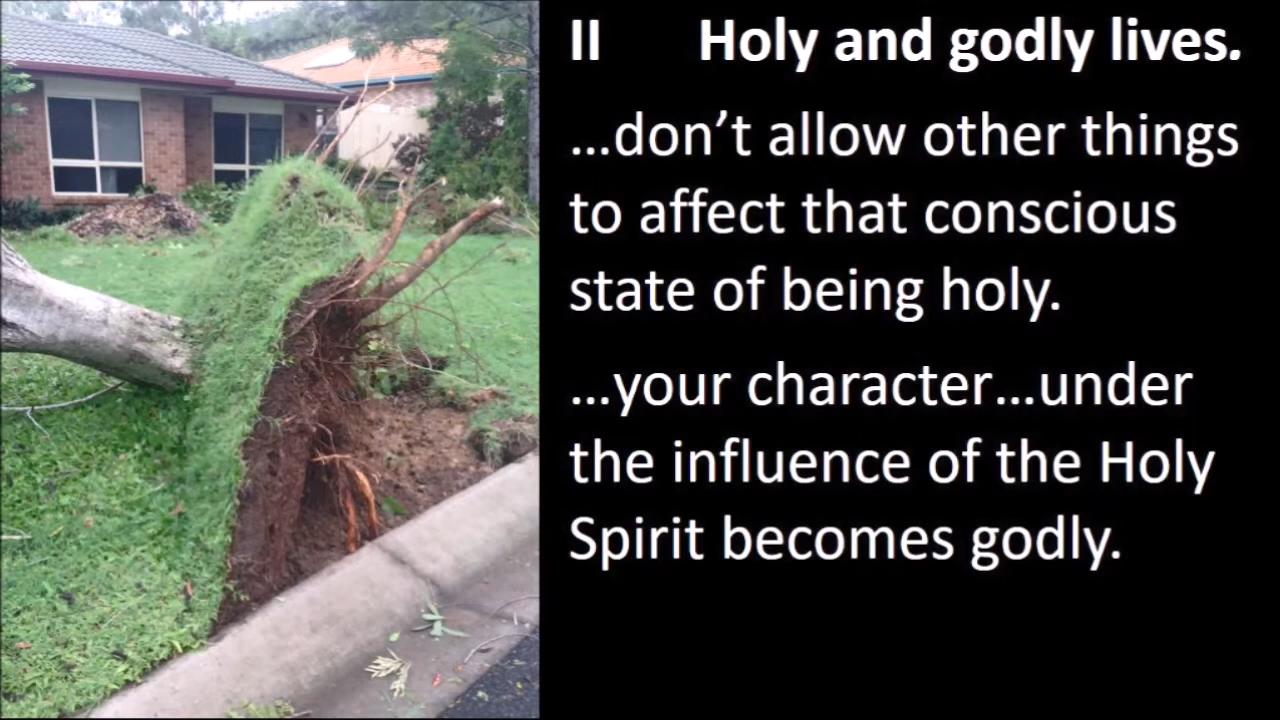 II Holy and godly lives.
…don’t allow other things
to affect that conscious
state of being holy.
…your character…under
the influence of the Holy
Spirit becomes godly.